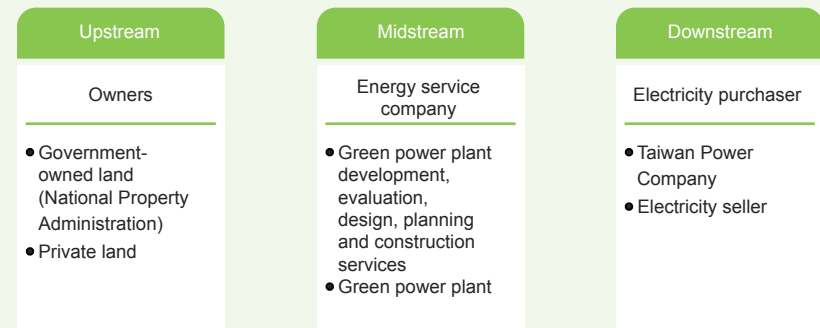 Upstream
Owners
Government-
owned land
(National Property
Administration)
Private land
Midstream
Energy service
company
Green power plant
development,
evaluation,
design, planning
and construction
services
Green power plant
Downstream
Electricity purchaser
Taiwan Power
Company
Electricity seller